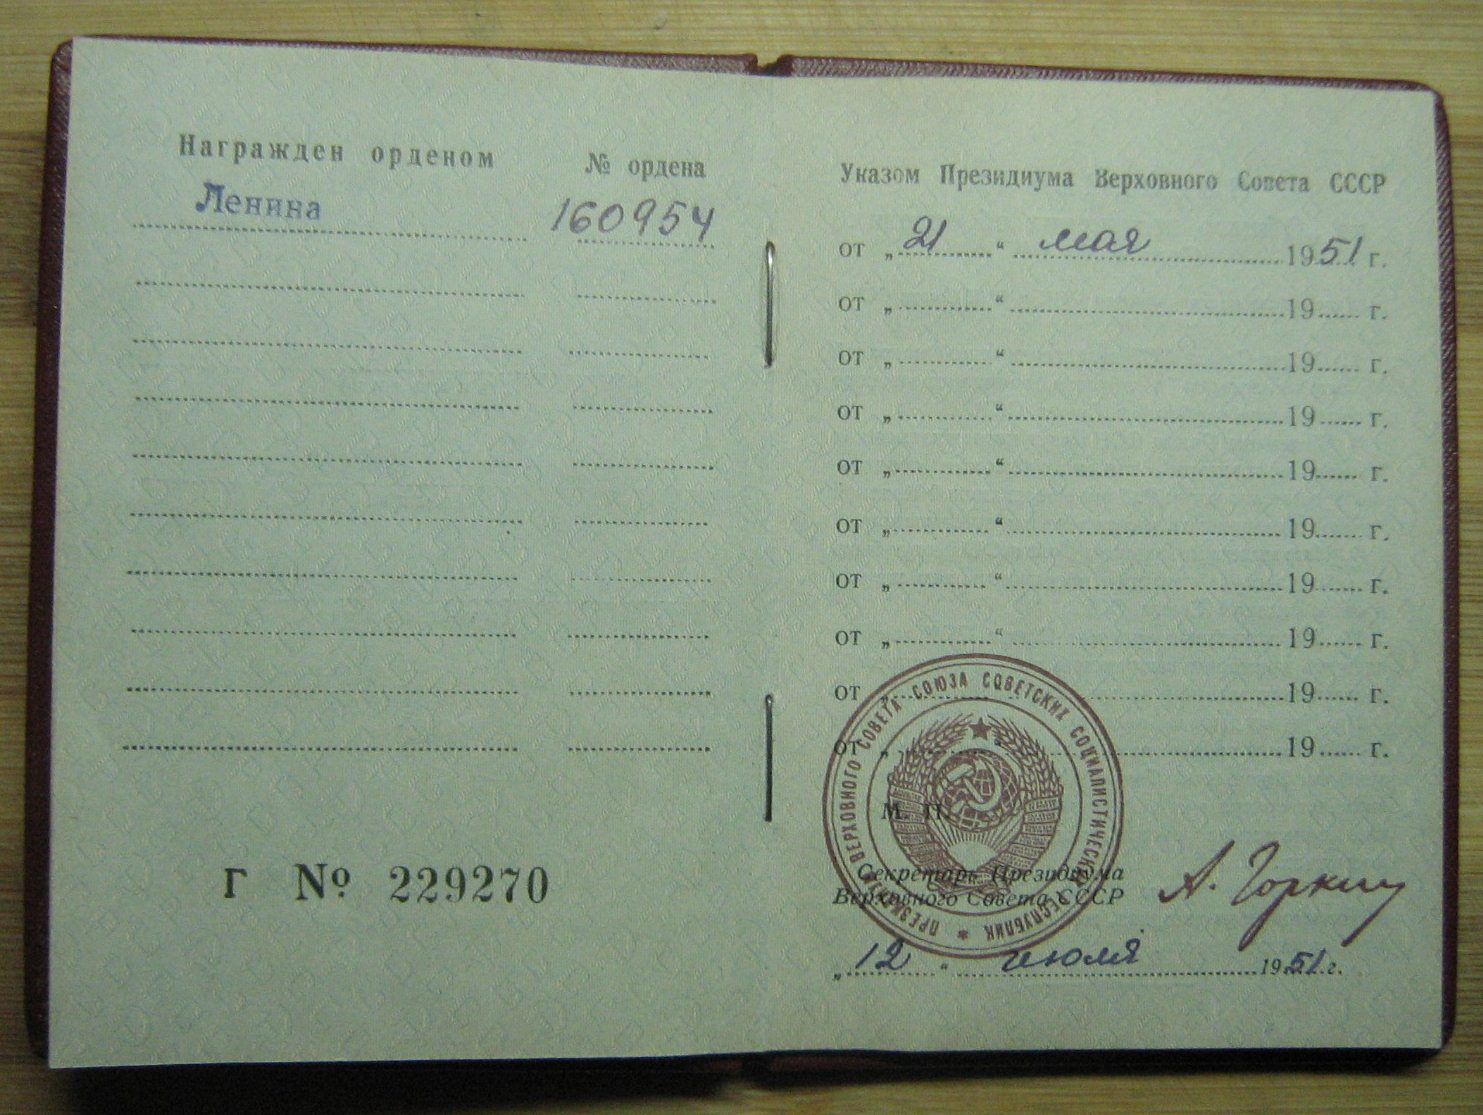 Награжден орденом № ордена
Ленина 160954
Г № 229270
Указом Президиума Верховного Совета СССР
от „21“ мая 1951 г.
от „ “ 19 г.
от „ “ 19 г.
от „ “ 19 г.
от „ “ 19 г.
от „ “ 19 г.
от „ “ 19 г.
от „ “ 19 г.
от „ “ 19 г.
от „ “ 19 г.
М. П.
ПРЕЗИДИУМ ВЕРХОВНОГО СОВЕТА СОЮЗА СОВЕТСКИХ СОЦИАЛИСТИЧЕСКИХ РЕСПУБЛИК *
Секретарь Президиума
Верховного Совета СССР А. Горкин
„12“ июля 1951 г.